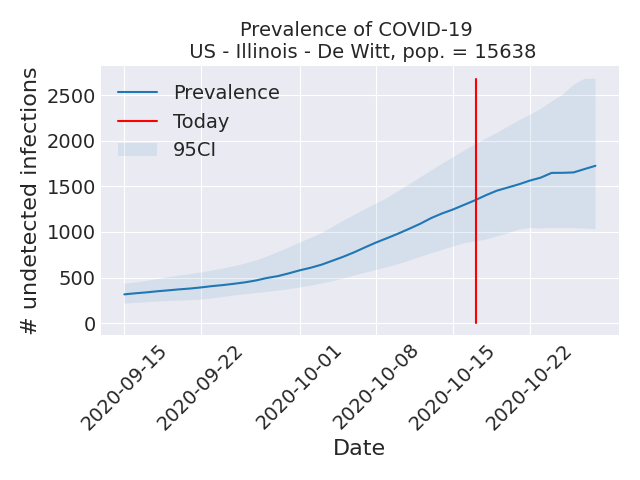 Prevalence of COVID-19
US - Illinois - De Witt, pop. = 15638
# undetected infections
2500
2000
1500
1000
500
0
Prevalence
Today
95CI
2020-09-15
2020-09-22
2020-10-01
2020-10-08
2020-10-15
2020-10-22
Date